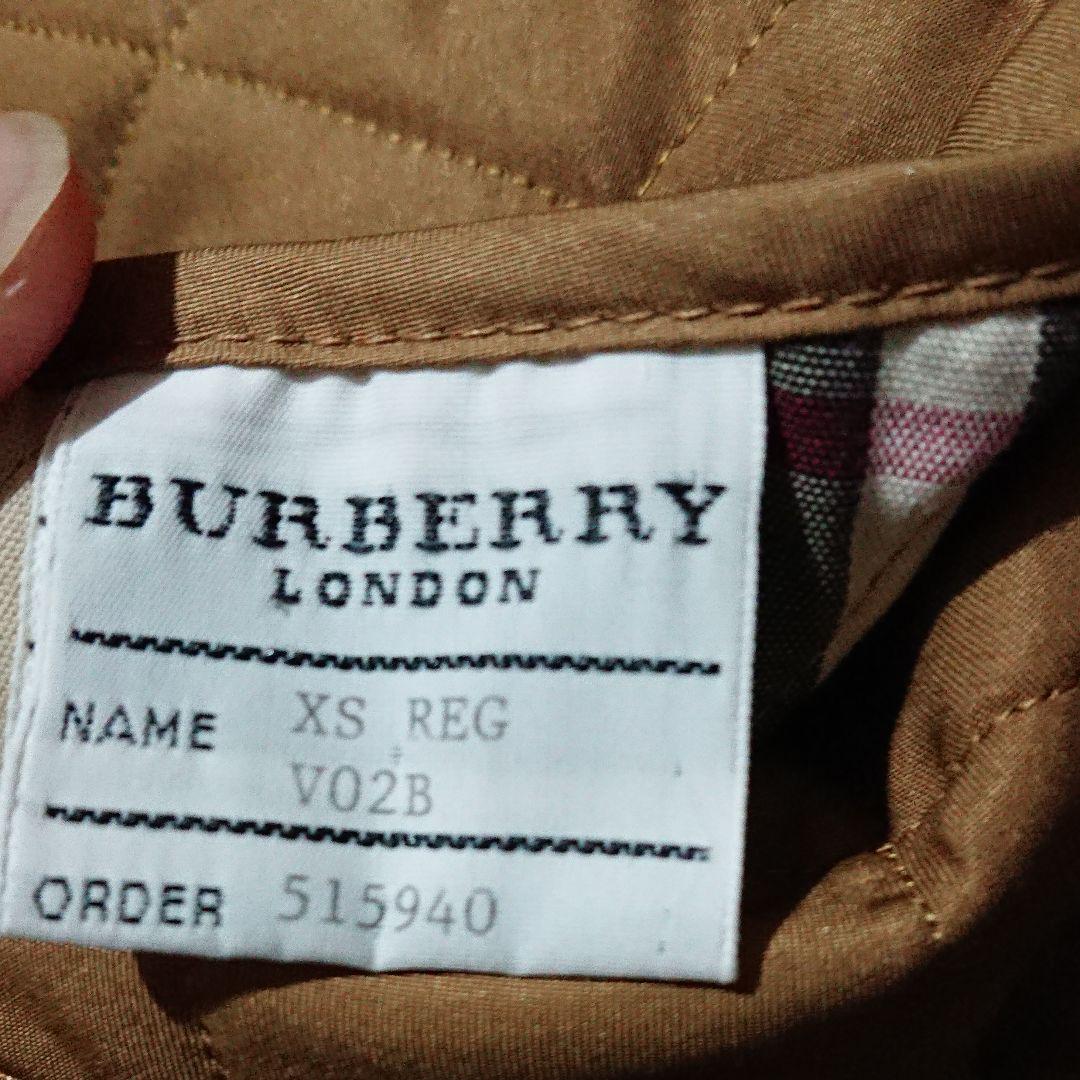 BURBERRY
LONDON
NAME XS REG
V02B
ORDER 515940